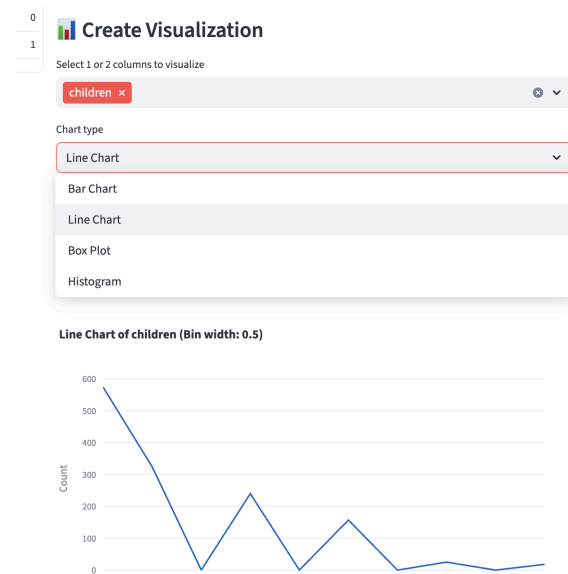 0
1
Create Visualization
Select 1 or 2 columns to visualize
children ×
Chart type
Line Chart
Bar Chart
Line Chart
Box Plot
Histogram
Line Chart of children (Bin width: 0.5)
600
500
400
300
200
100
0
Count